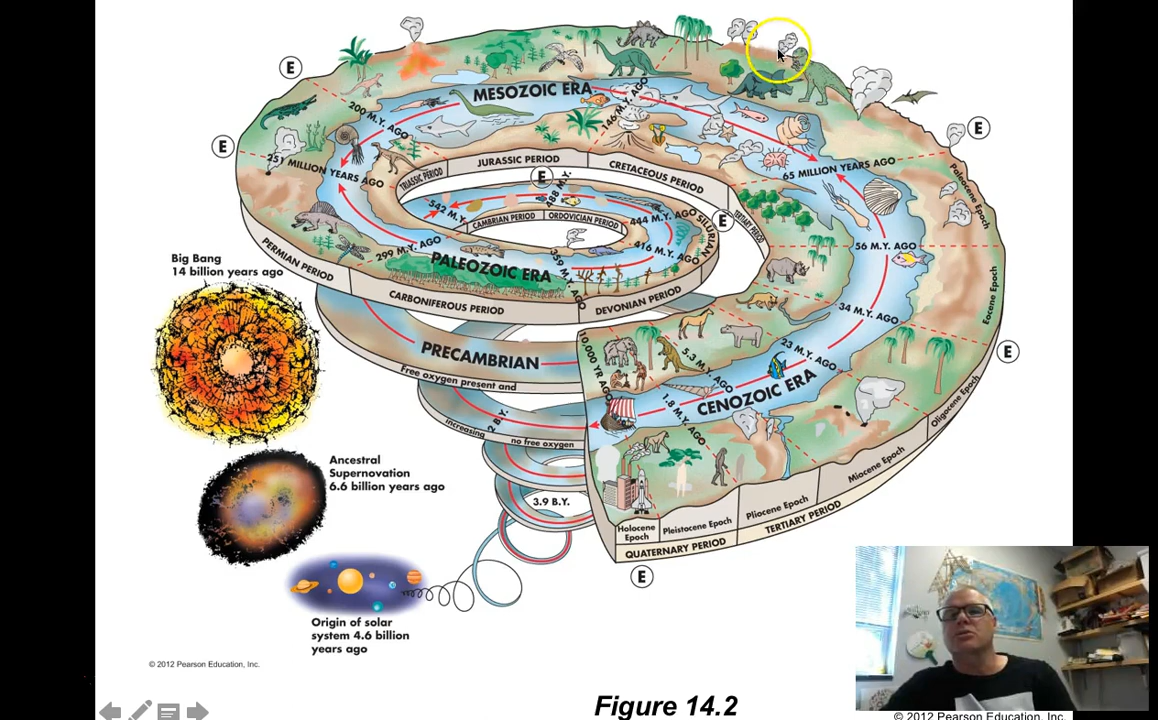 E
MESOZOIC ERA
146 M.Y. AGO
200 M.Y. AGO
E
E
E
251 MILLION YEARS AGO
65 MILLION YEARS AGO
TRIASSIC PERIOD
JURASSIC PERIOD
CRETACEOUS PERIOD
TERTIARY PERIOD
Paleocene Epoch
E
488 M.Y.
542 M.Y.
CAMBRIAN PERIOD
ORDOVICIAN PERIOD
444 M.Y. AGO
SILURIAN
416 M.Y. AGO
E
56 M.Y. AGO
299 M.Y. AGO
PALEOZOIC ERA
359 M.Y. AGO
PERMIAN PERIOD
CARBONIFEROUS PERIOD
DEVONIAN PERIOD
Eocene Epoch
34 M.Y. AGO
Big Bang
14 billion years ago
PRECAMBRIAN
10,000 YR AGO
5.3 M.Y. AGO
23 M.Y. AGO
E
Free oxygen present and
increasing
2 B.Y.
no free oxygen
1.8 M.Y. AGO
CENOZOIC ERA
Oligocene Epoch
Ancestral
Supernovation
6.6 billion years ago
3.9 B.Y.
Miocene Epoch
Pliocene Epoch
Holocene
Epoch
Pleistocene Epoch
TERTIARY PERIOD
QUATERNARY PERIOD
E
Origin of solar
system 4.6 billion
years ago
© 2012 Pearson Education, Inc.
Figure 14.2
© 2012 Pearson Education, Inc.